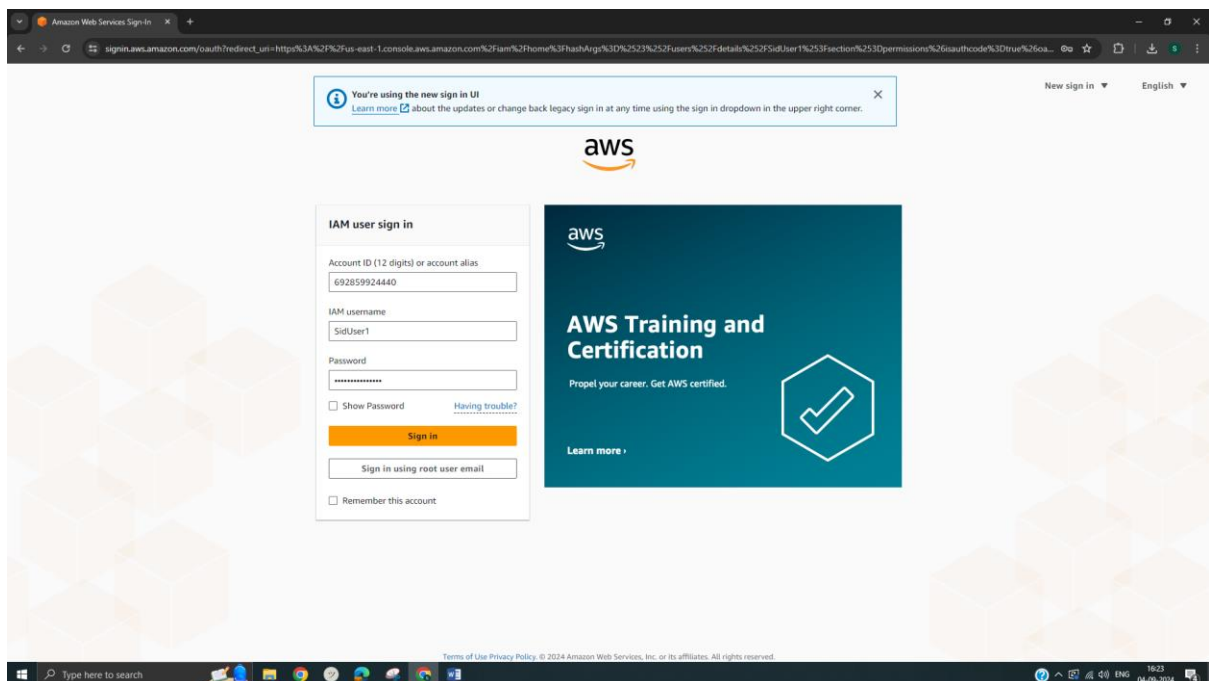 Amazon Web Services Sign-In
signin.aws.amazon.com/oauth?redirect_uri=https%3A%2F%2Fus-east-1.console.aws.amazon.com%2Fiam%2Fhome%3FhashArgs%3D%2523%252Fusers%252Fdetails%252FSidUser1%253Fsection%253Dpermissions%26isauthcode%3Dtrue%26oa...
S
You're using the new sign in UI
Learn more about the updates or change back legacy sign in at any time using the sign in dropdown in the upper right corner.
New sign in ▼ English ▼
aws
IAM user sign in
Account ID (12 digits) or account alias
692859924440
IAM username
SidUser1
Password
Show Password Having trouble?
Sign in
Sign in using root user email
Remember this account
aws
AWS Training and
Certification
Propel your career. Get AWS certified.
Learn more ›
Terms of Use Privacy Policy. © 2024 Amazon Web Services, Inc. or its affiliates. All rights reserved.
Type here to search
ENG
16:23
04-09-2024